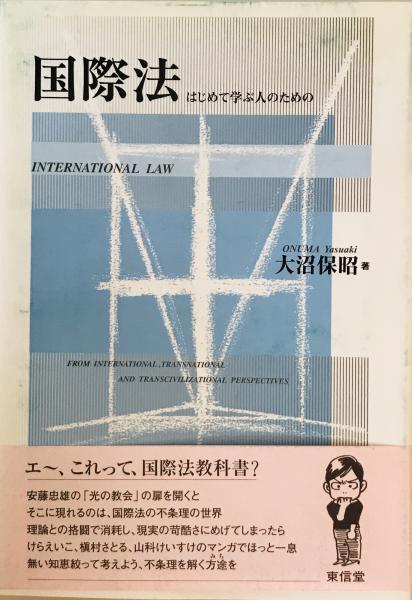 国際法 はじめて学ぶ人のための
INTERNATIONAL LAW
ONUMA Yasuaki
大沼保昭 著
FROM INTERNATIONAL, TRANSNATIONAL
AND TRANSCIVILIZATIONAL PERSPECTIVES
エ〜、これって、国際法教科書?
安藤忠雄の「光の教会」の扉を開くと
そこに現れるのは、国際法の不条理の世界
理論との格闘で消耗し、現実の苛酷さにめげてしまったら
けらえいこ、槇村さとる、山科けいすけのマンガでほっと一息
みち
無い知恵絞って考えよう、不条理を解く方途を
東信堂